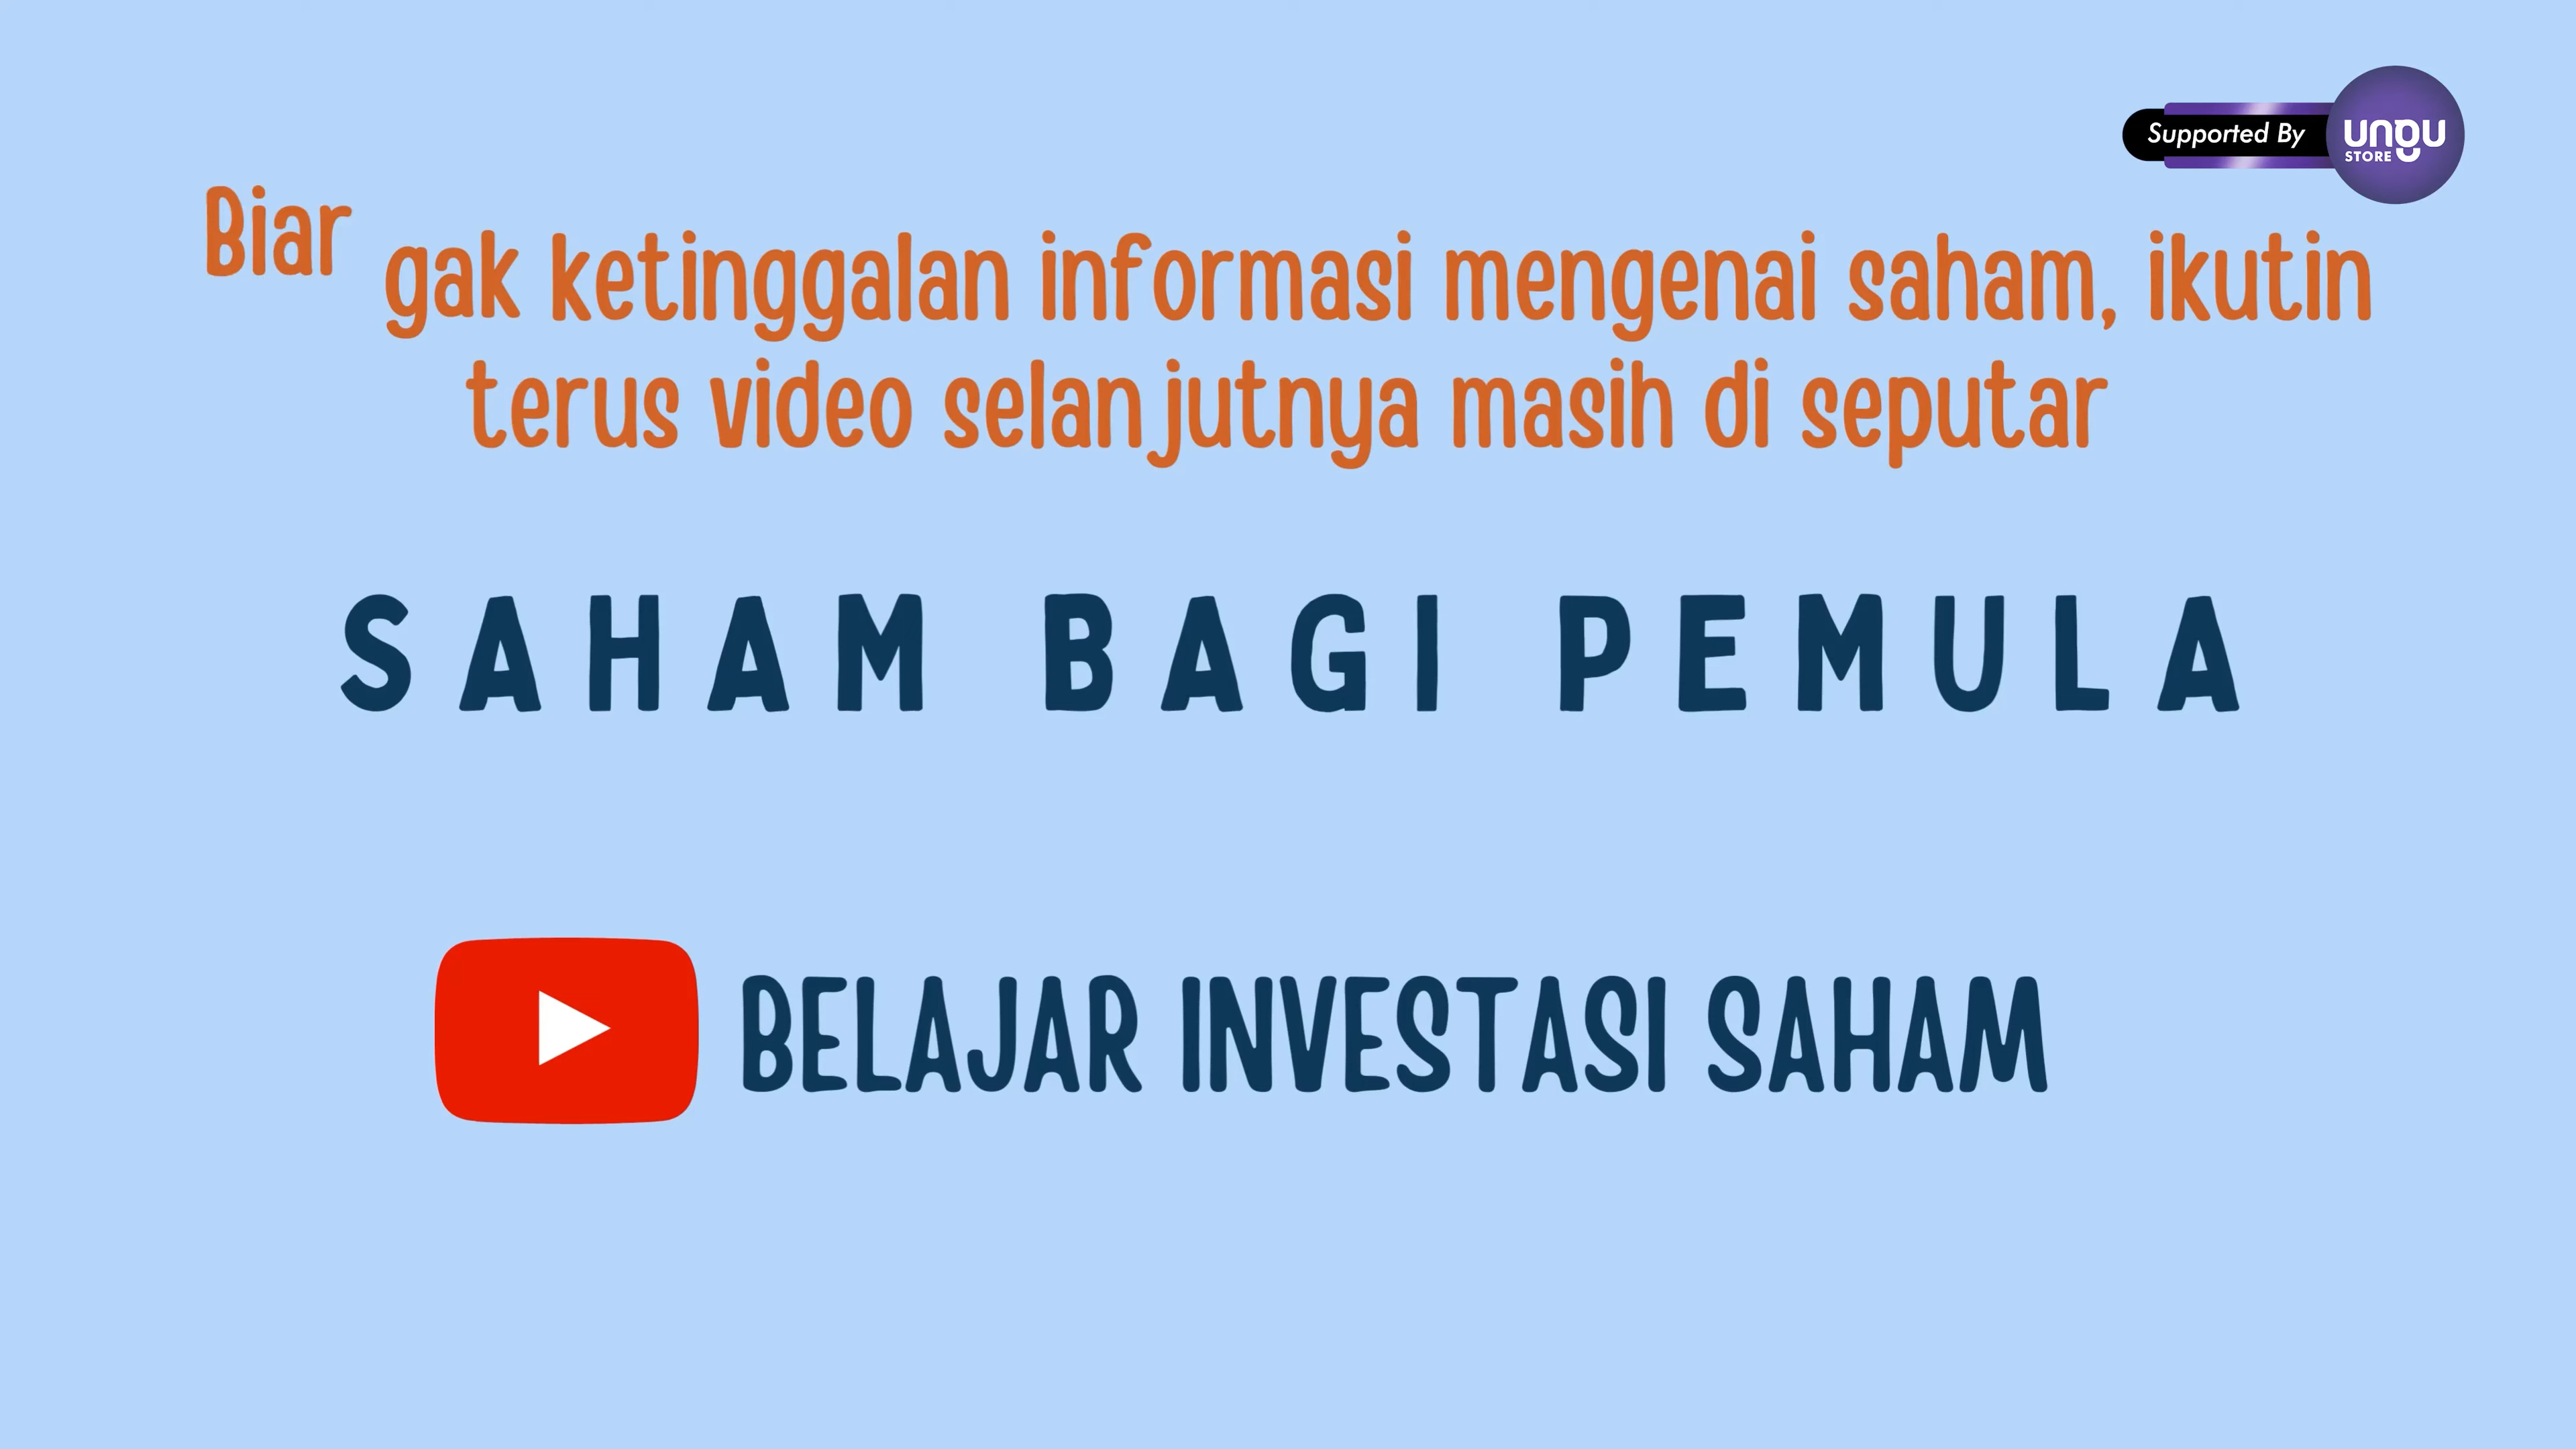 Supported By ungu STORE
Biar gak ketinggalan informasi mengenai saham, ikutin
terus video selanjutnya masih di seputar
SAHAM BAGI PEMULA
BELAJAR INVESTASI SAHAM